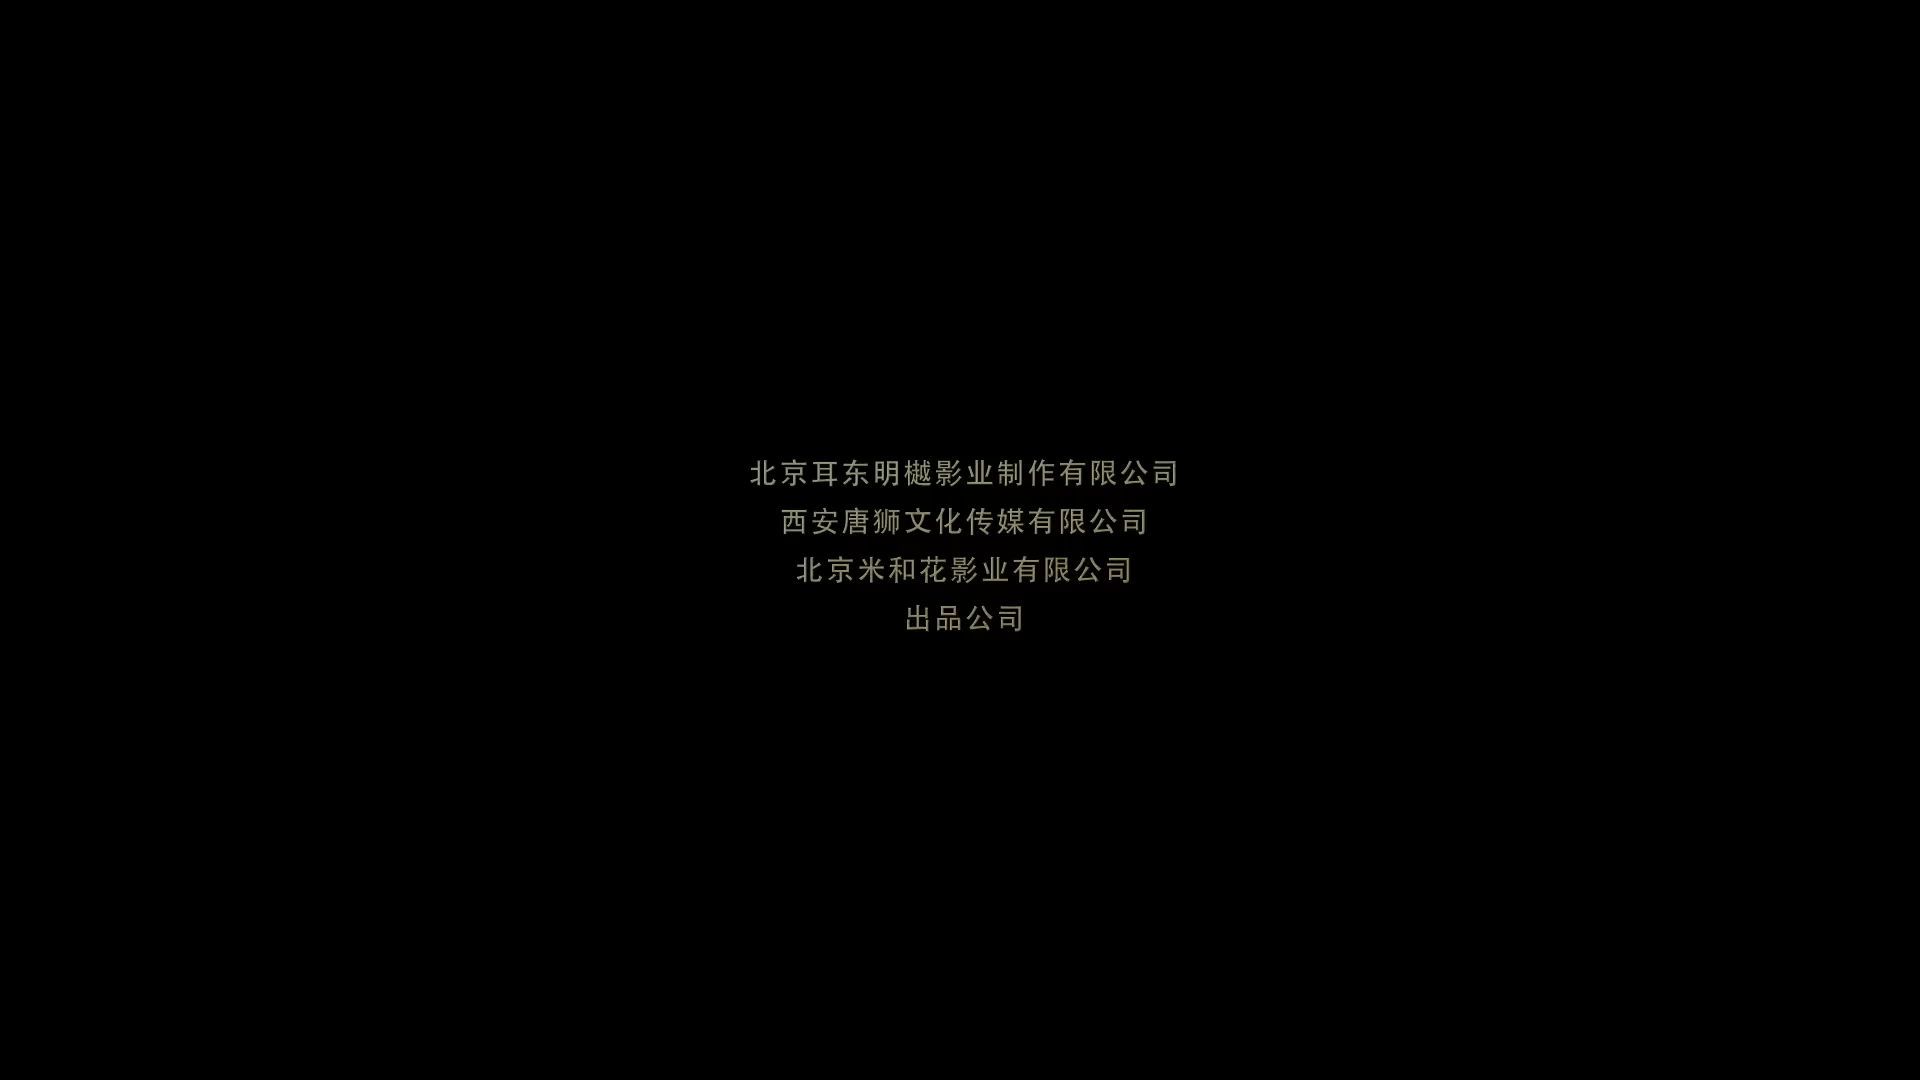 北京耳东明樾影业制作有限公司
西安唐狮文化传媒有限公司
北京米和花影业有限公司
出品公司